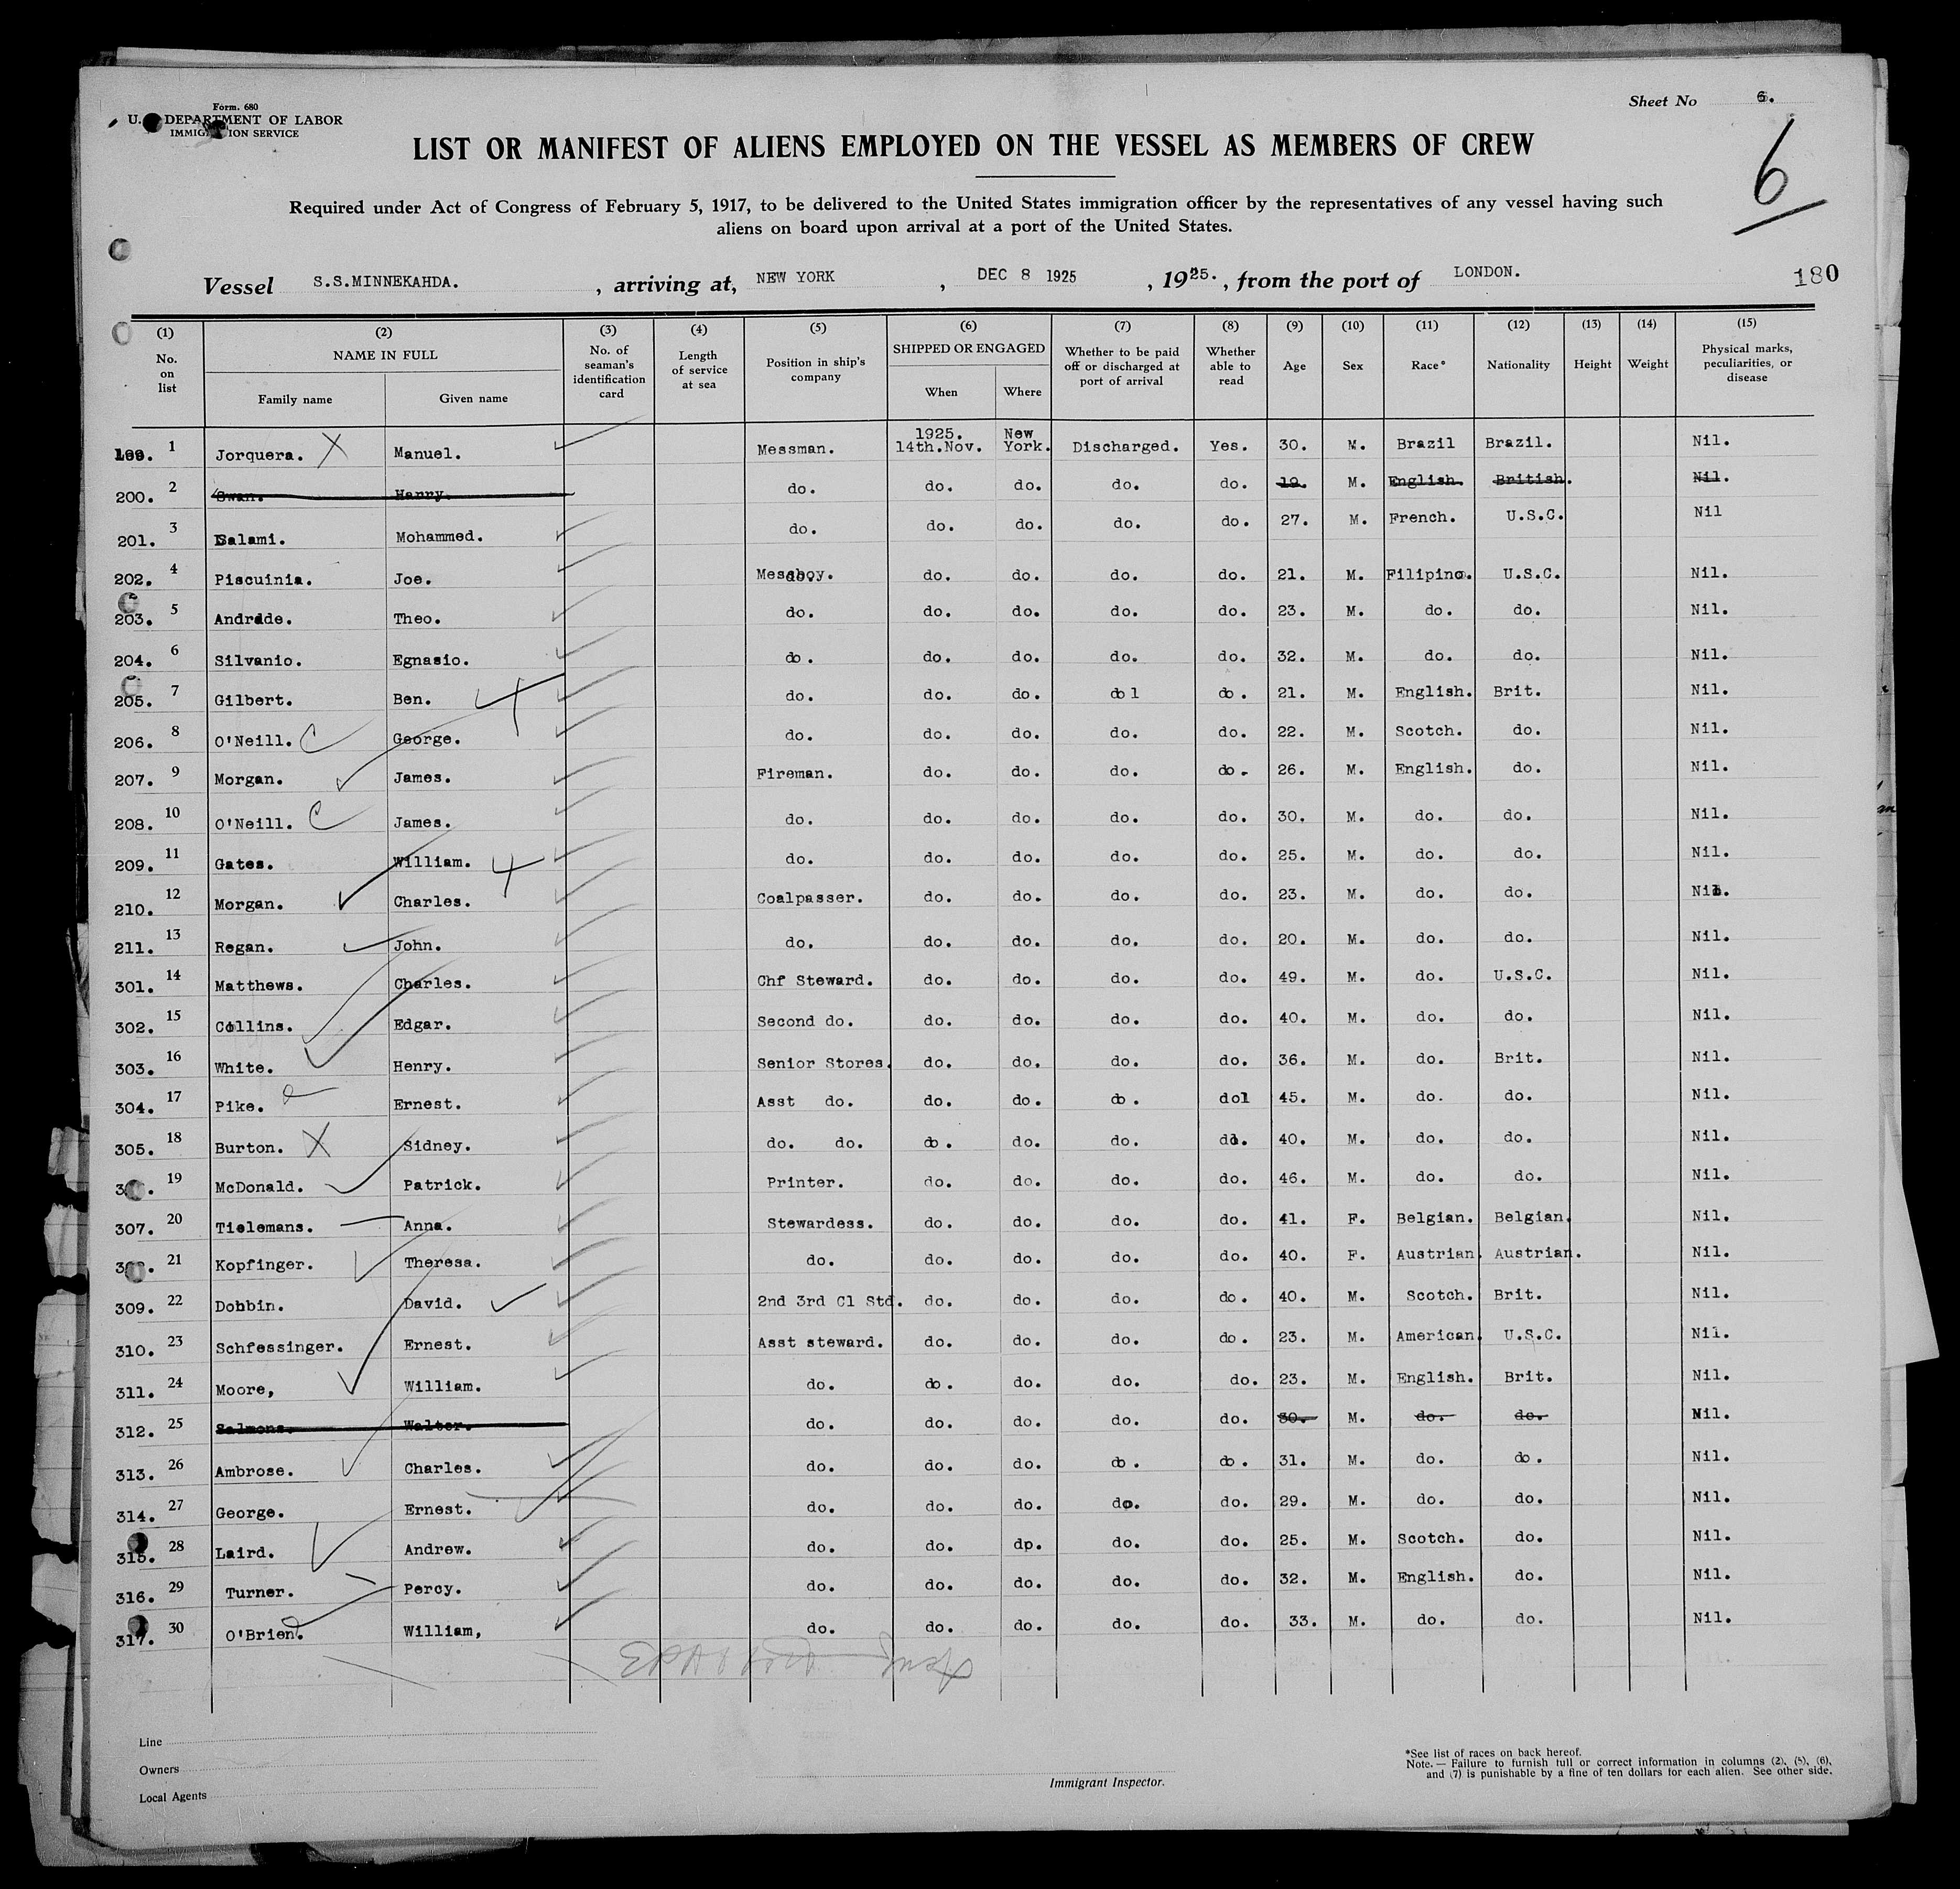 Form. 680
U. DEPARTMENT OF LABOR
IMMIGRATION SERVICE
Sheet No 6.
6
LIST OR MANIFEST OF ALIENS EMPLOYED ON THE VESSEL AS MEMBERS OF CREW
Required under Act of Congress of February 5, 1917, to be delivered to the United States immigration officer by the representatives of any vessel having such
aliens on board upon arrival at a port of the United States.
Vessel S.S.MINNEKAHDA. , arriving at, NEW YORK , DEC 8 1925 , 1925. , from the port of LONDON. 180
(1) (2) (3) (4) (5) (6) (7) (8) (9) (10) (11) (12) (13) (14) (15)
No. on list NAME IN FULL Family name Given name No. of seaman's identification card Length of service at sea Position in ship's company SHIPPED OR ENGAGED When Where Whether to be paid off or discharged at port of arrival Whether able to read Age Sex Race* Nationality Height Weight Physical marks, peculiarities, or disease
199. 1 Jorquera. X Manuel. Messman. 1925. 14th.Nov. New York. Discharged. Yes. 30. M. Brazil Brazil. Nil.
200. 2 Swan. Harry. do. do. do. do. do. 19. M. English. British. Nil.
201. 3 Salami. Mohammed. do. do. do. do. do. 27. M. French. U.S.C. Nil
202. 4 Piscuinia. Joe. Messboy. do. do. do. do. 21. M. Filipino. U.S.C. Nil.
203. 5 Andrade. Theo. do. do. do. do. do. 23. M. do. do. Nil.
204. 6 Silvanio. Egnasio. do. do. do. do. do. 32. M. do. do. Nil.
205. 7 Gilbert. Ben. do. do. do. do1 do. 21. M. English. Brit. Nil.
206. 8 O'Neill. C George. do. do. do. do. do. 22. M. Scotch. do. Nil.
207. 9 Morgan. James. Fireman. do. do. do. do. 26. M. English. do. Nil.
208. 10 O'Neill. C James. do. do. do. do. do. 30. M. do. do. Nil.
209. 11 Gates. William. do. do. do. do. do. 25. M. do. do. Nil.
210. 12 Morgan. Charles. Coalpasser. do. do. do. do. 23. M. do. do. Nil.
211. 13 Regan. John. do. do. do. do. do. 20. M. do. do. Nil.
301. 14 Matthews. Charles. Chf Steward. do. do. do. do. 49. M. do. U.S.C. Nil.
302. 15 Collins. Edgar. Second do. do. do. do. do. 40. M. do. do. Nil.
303. 16 White. Henry. Senior Stores. do. do. do. do. 36. M. do. Brit. Nil.
304. 17 Pike. Ernest. Asst do. do. do. do. dol 45. M. do. do. Nil.
305. 18 Burton. X Sidney. do. do. do. do. do. do. 40. M. do. do. Nil.
3 . 19 McDonald. Patrick. Printer. do. do. do. do. 46. M. do. do. Nil.
307. 20 Tielemans. Anna. Stewardess. do. do. do. do. 41. F. Belgian. Belgian. Nil.
30 . 21 Kopfinger. Theresa. do. do. do. do. do. 40. F. Austrian. Austrian. Nil.
309. 22 Dobbin. David. 2nd 3rd Cl Std. do. do. do. do. 40. M. Scotch. Brit. Nil.
310. 23 Schfessinger. Ernest. Asst steward. do. do. do. do. 23. M. American. U.S.C. Nil.
311. 24 Moore, William. do. do. do. do. do. 23. M. English. Brit. Nil.
312. 25 Salmons. Walter. do. do. do. do. do. 30. M. do. do. Nil.
313. 26 Ambrose. Charles. do. do. do. do. do. 31. M. do. do. Nil.
314. 27 George. Ernest. do. do. do. do. do. 29. M. do. do. Nil.
315. 28 Laird. Andrew. do. do. dp. do. do. 25. M. Scotch. do. Nil.
316. 29 Turner. Percy. do. do. do. do. do. 32. M. English. do. Nil.
317. 30 O'Brien. William, do. do. do. do. do. 33. M. do. do. Nil.
Line
Owners
Local Agents
Immigrant Inspector.
*See list of races on back hereof.
Note.— Failure to furnish full or correct information in columns (2), (5), (6),
and (7) is punishable by a fine of ten dollars for each alien. See other side.